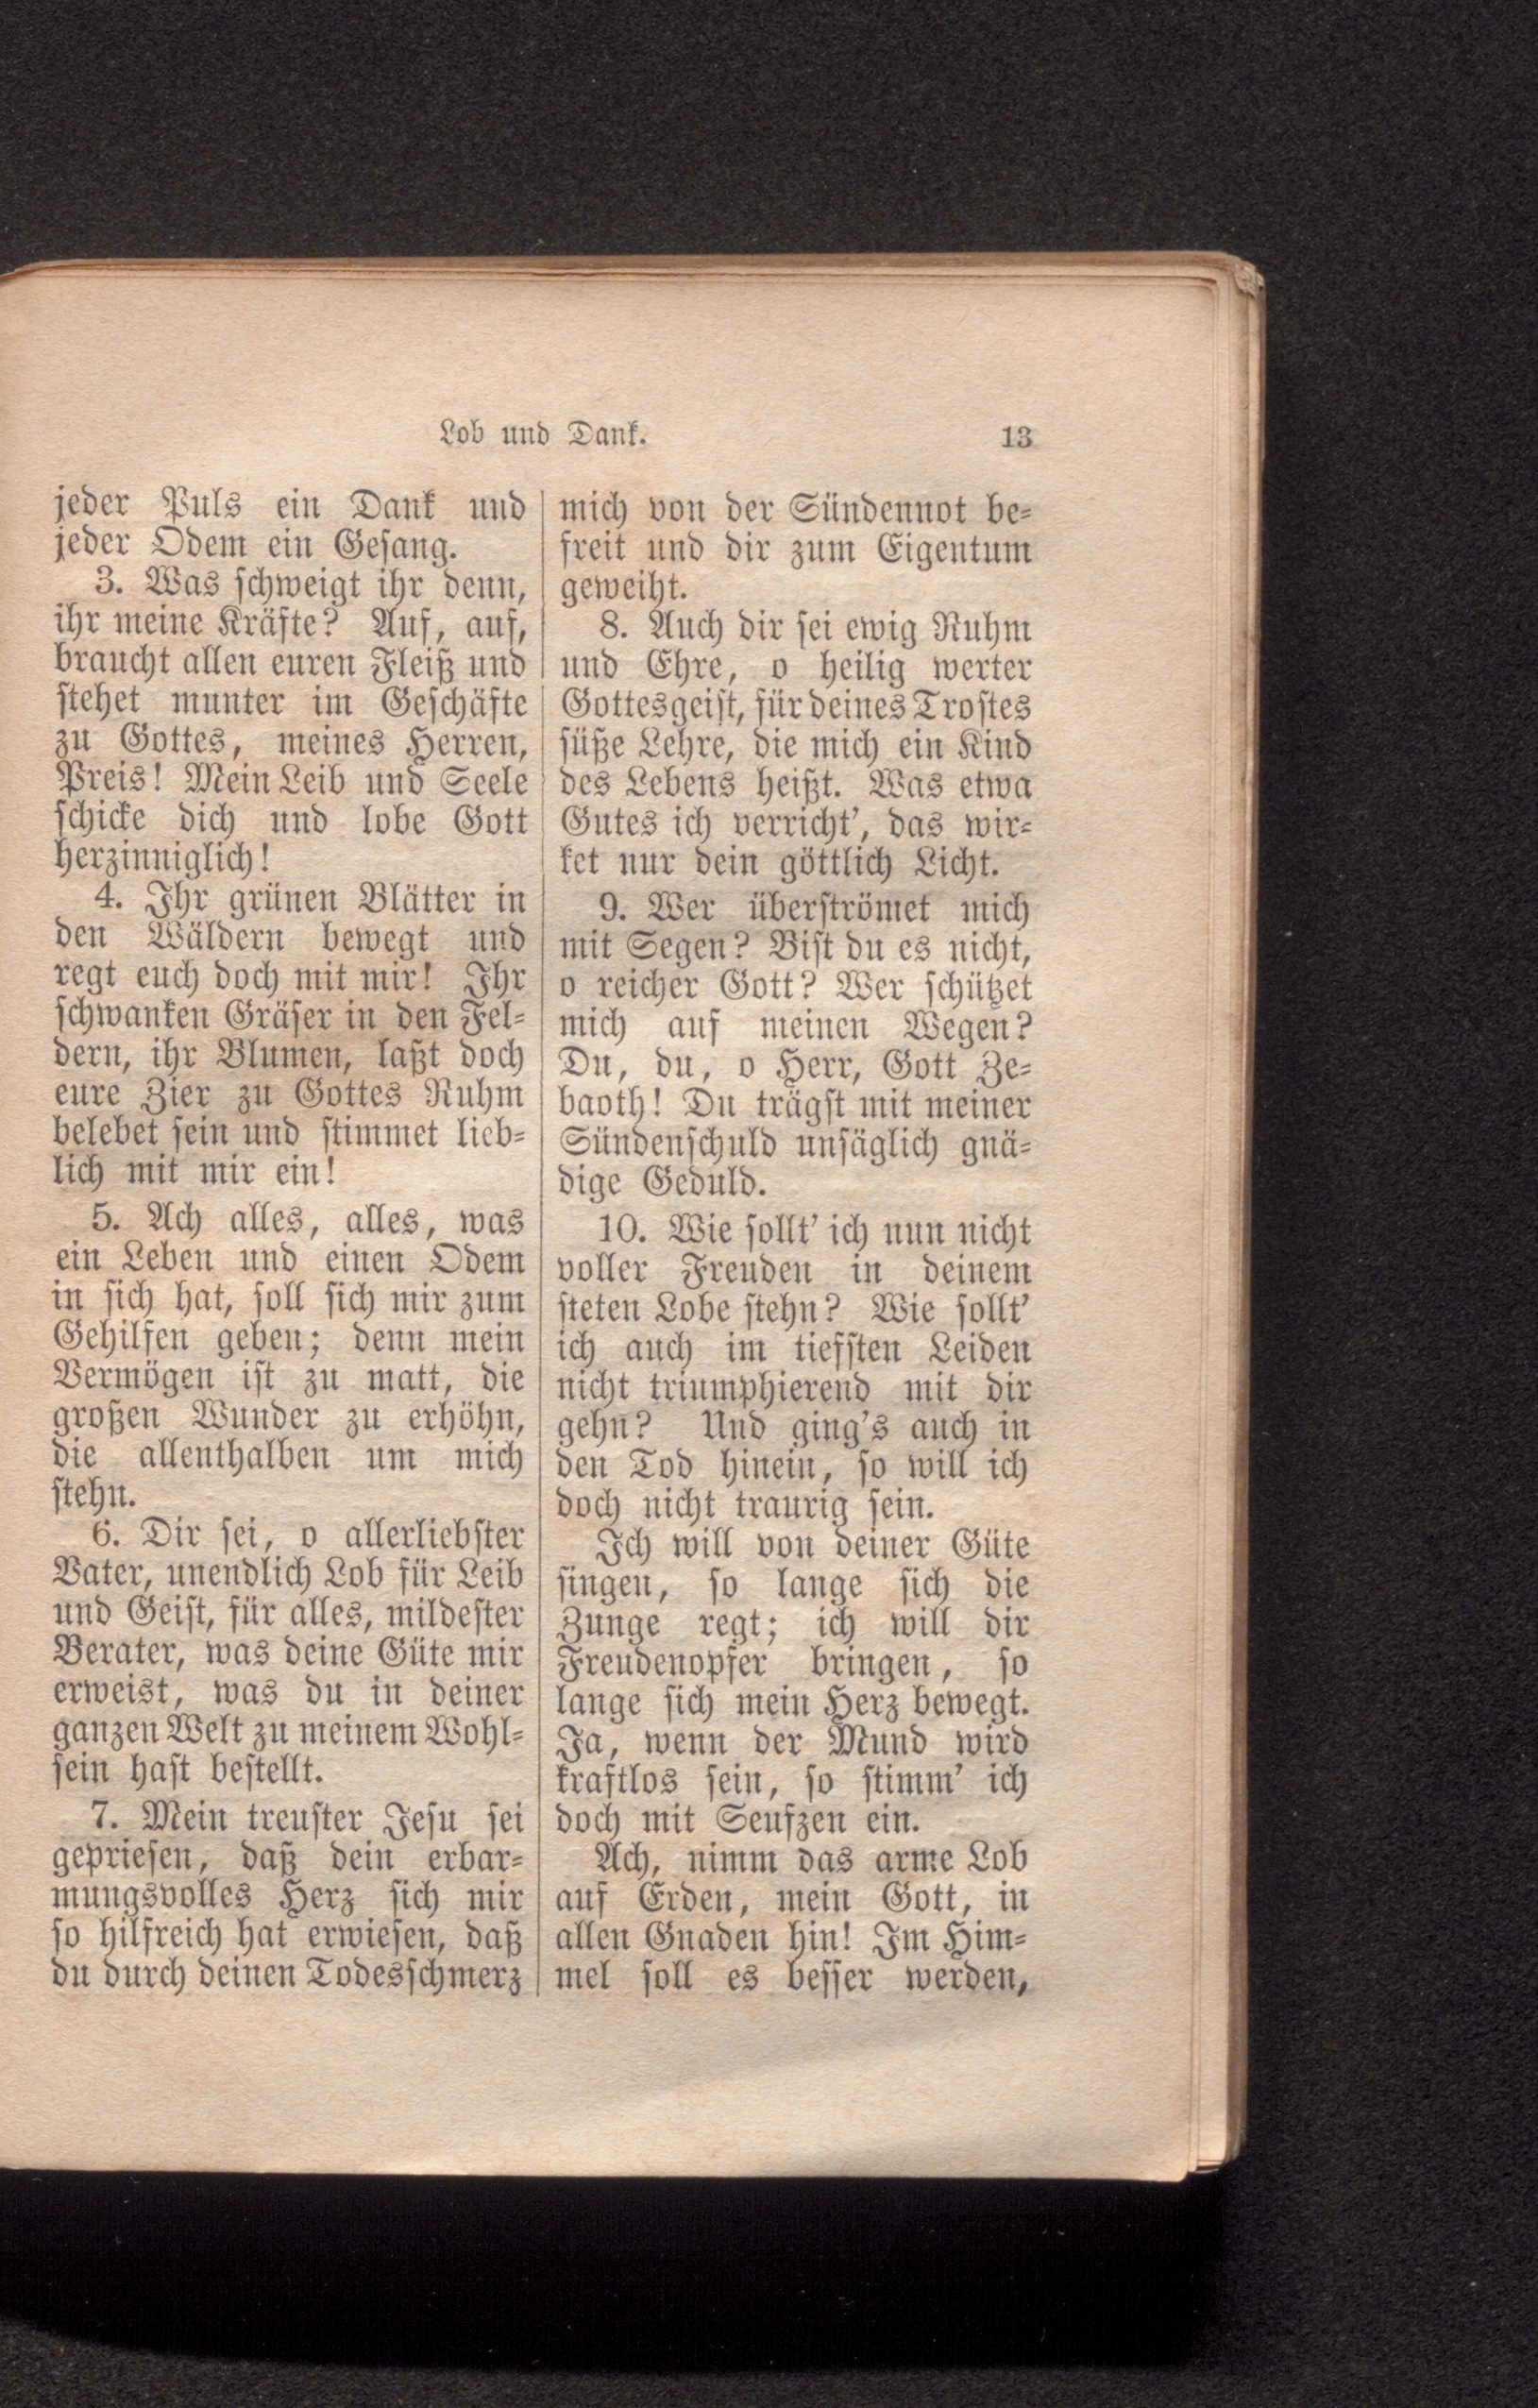 Lob und Dank. 13
jeder Puls ein Dank und
jeder Odem ein Gesang.
3. Was schweigt ihr denn,
ihr meine Kräfte? Auf, auf,
braucht allen euren Fleiß und
stehet munter im Geschäfte
zu Gottes, meines Herren,
Preis! Mein Leib und Seele
schicke dich und lobe Gott
herzinniglich!
4. Ihr grünen Blätter in
den Wäldern bewegt und
regt euch doch mit mir! Ihr
schwanken Gräser in den Fel-
dern, ihr Blumen, laßt doch
eure Zier zu Gottes Ruhm
belebet sein und stimmet lieb-
lich mit mir ein!
5. Ach alles, alles, was
ein Leben und einen Odem
in sich hat, soll sich mir zum
Gehilfen geben; denn mein
Vermögen ist zu matt, die
großen Wunder zu erhöhn,
die allenthalben um mich
stehn.
6. Dir sei, o allerliebster
Vater, unendlich Lob für Leib
und Geist, für alles, mildester
Berater, was deine Güte mir
erweist, was du in deiner
ganzen Welt zu meinem Wohl-
sein hast bestellt.
7. Mein treuster Jesu sei
gepriesen, daß dein erbar-
mungsvolles Herz sich mir
so hilfreich hat erwiesen, daß
du durch deinen Todesschmerz
mich von der Sündennot be-
freit und dir zum Eigentum
geweiht.
8. Auch dir sei ewig Ruhm
und Ehre, o heilig werter
Gottesgeist, für deines Trostes
süße Lehre, die mich ein Kind
des Lebens heißt. Was etwa
Gutes ich verricht', das wir-
ket nur dein göttlich Licht.
9. Wer überströmet mich
mit Segen? Bist du es nicht,
o reicher Gott? Wer schützet
mich auf meinen Wegen?
Du, du, o Herr, Gott Ze-
baoth! Du trägst mit meiner
Sündenschuld unsäglich gnä-
dige Geduld.
10. Wie sollt' ich nun nicht
voller Freuden in deinem
steten Lobe stehn? Wie sollt'
ich auch im tiefsten Leiden
nicht triumphierend mit dir
gehn? Und ging's auch in
den Tod hinein, so will ich
doch nicht traurig sein.
Ich will von deiner Güte
singen, so lange sich die
Zunge regt; ich will dir
Freudenopfer bringen, so
lange sich mein Herz bewegt.
Ja, wenn der Mund wird
kraftlos sein, so stimm' ich
doch mit Seufzen ein.
Ach, nimm das arme Lob
auf Erden, mein Gott, in
allen Gnaden hin! Im Him-
mel soll es besser werden,